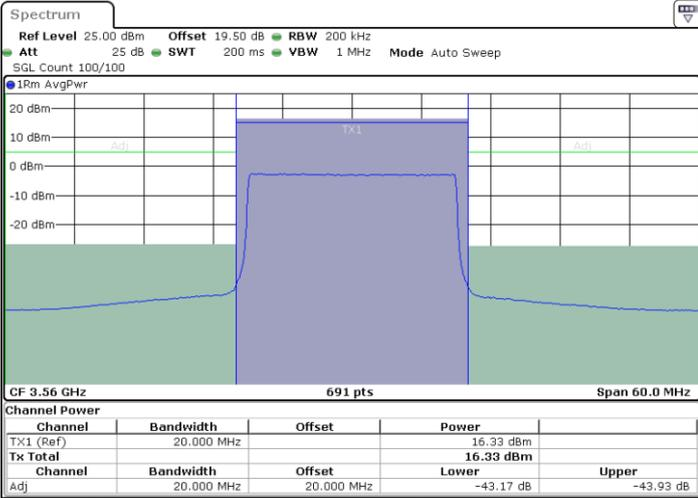 Spectrum
Ref Level 25.00 dBm Offset 19.50 dB RBW 200 kHz
Att 25 dB SWT 200 ms VBW 1 MHz Mode Auto Sweep
SGL Count 100/100
1Rm AvgPwr
20 dBm
TX1
10 dBm
Adj Adj
0 dBm
-10 dBm
-20 dBm
CF 3.56 GHz 691 pts Span 60.0 MHz
Channel Power
Channel Bandwidth Offset Power
TX1 (Ref) 20.000 MHz 16.33 dBm
Tx Total 16.33 dBm
Channel Bandwidth Offset Lower Upper
Adj 20.000 MHz 20.000 MHz -43.17 dB -43.93 dB